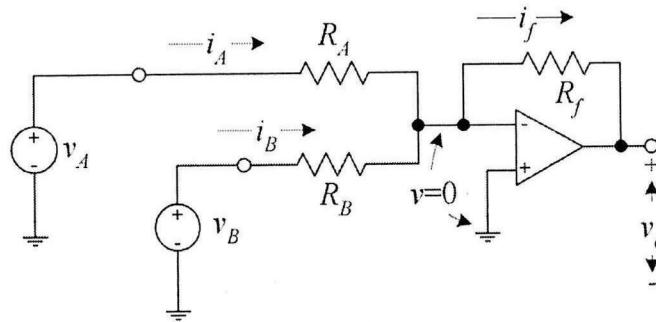 i_A
R_A
i_f
R_f
v_A
i_B
R_B
v_B
v=0
+
-
+
-
-
+
+
-